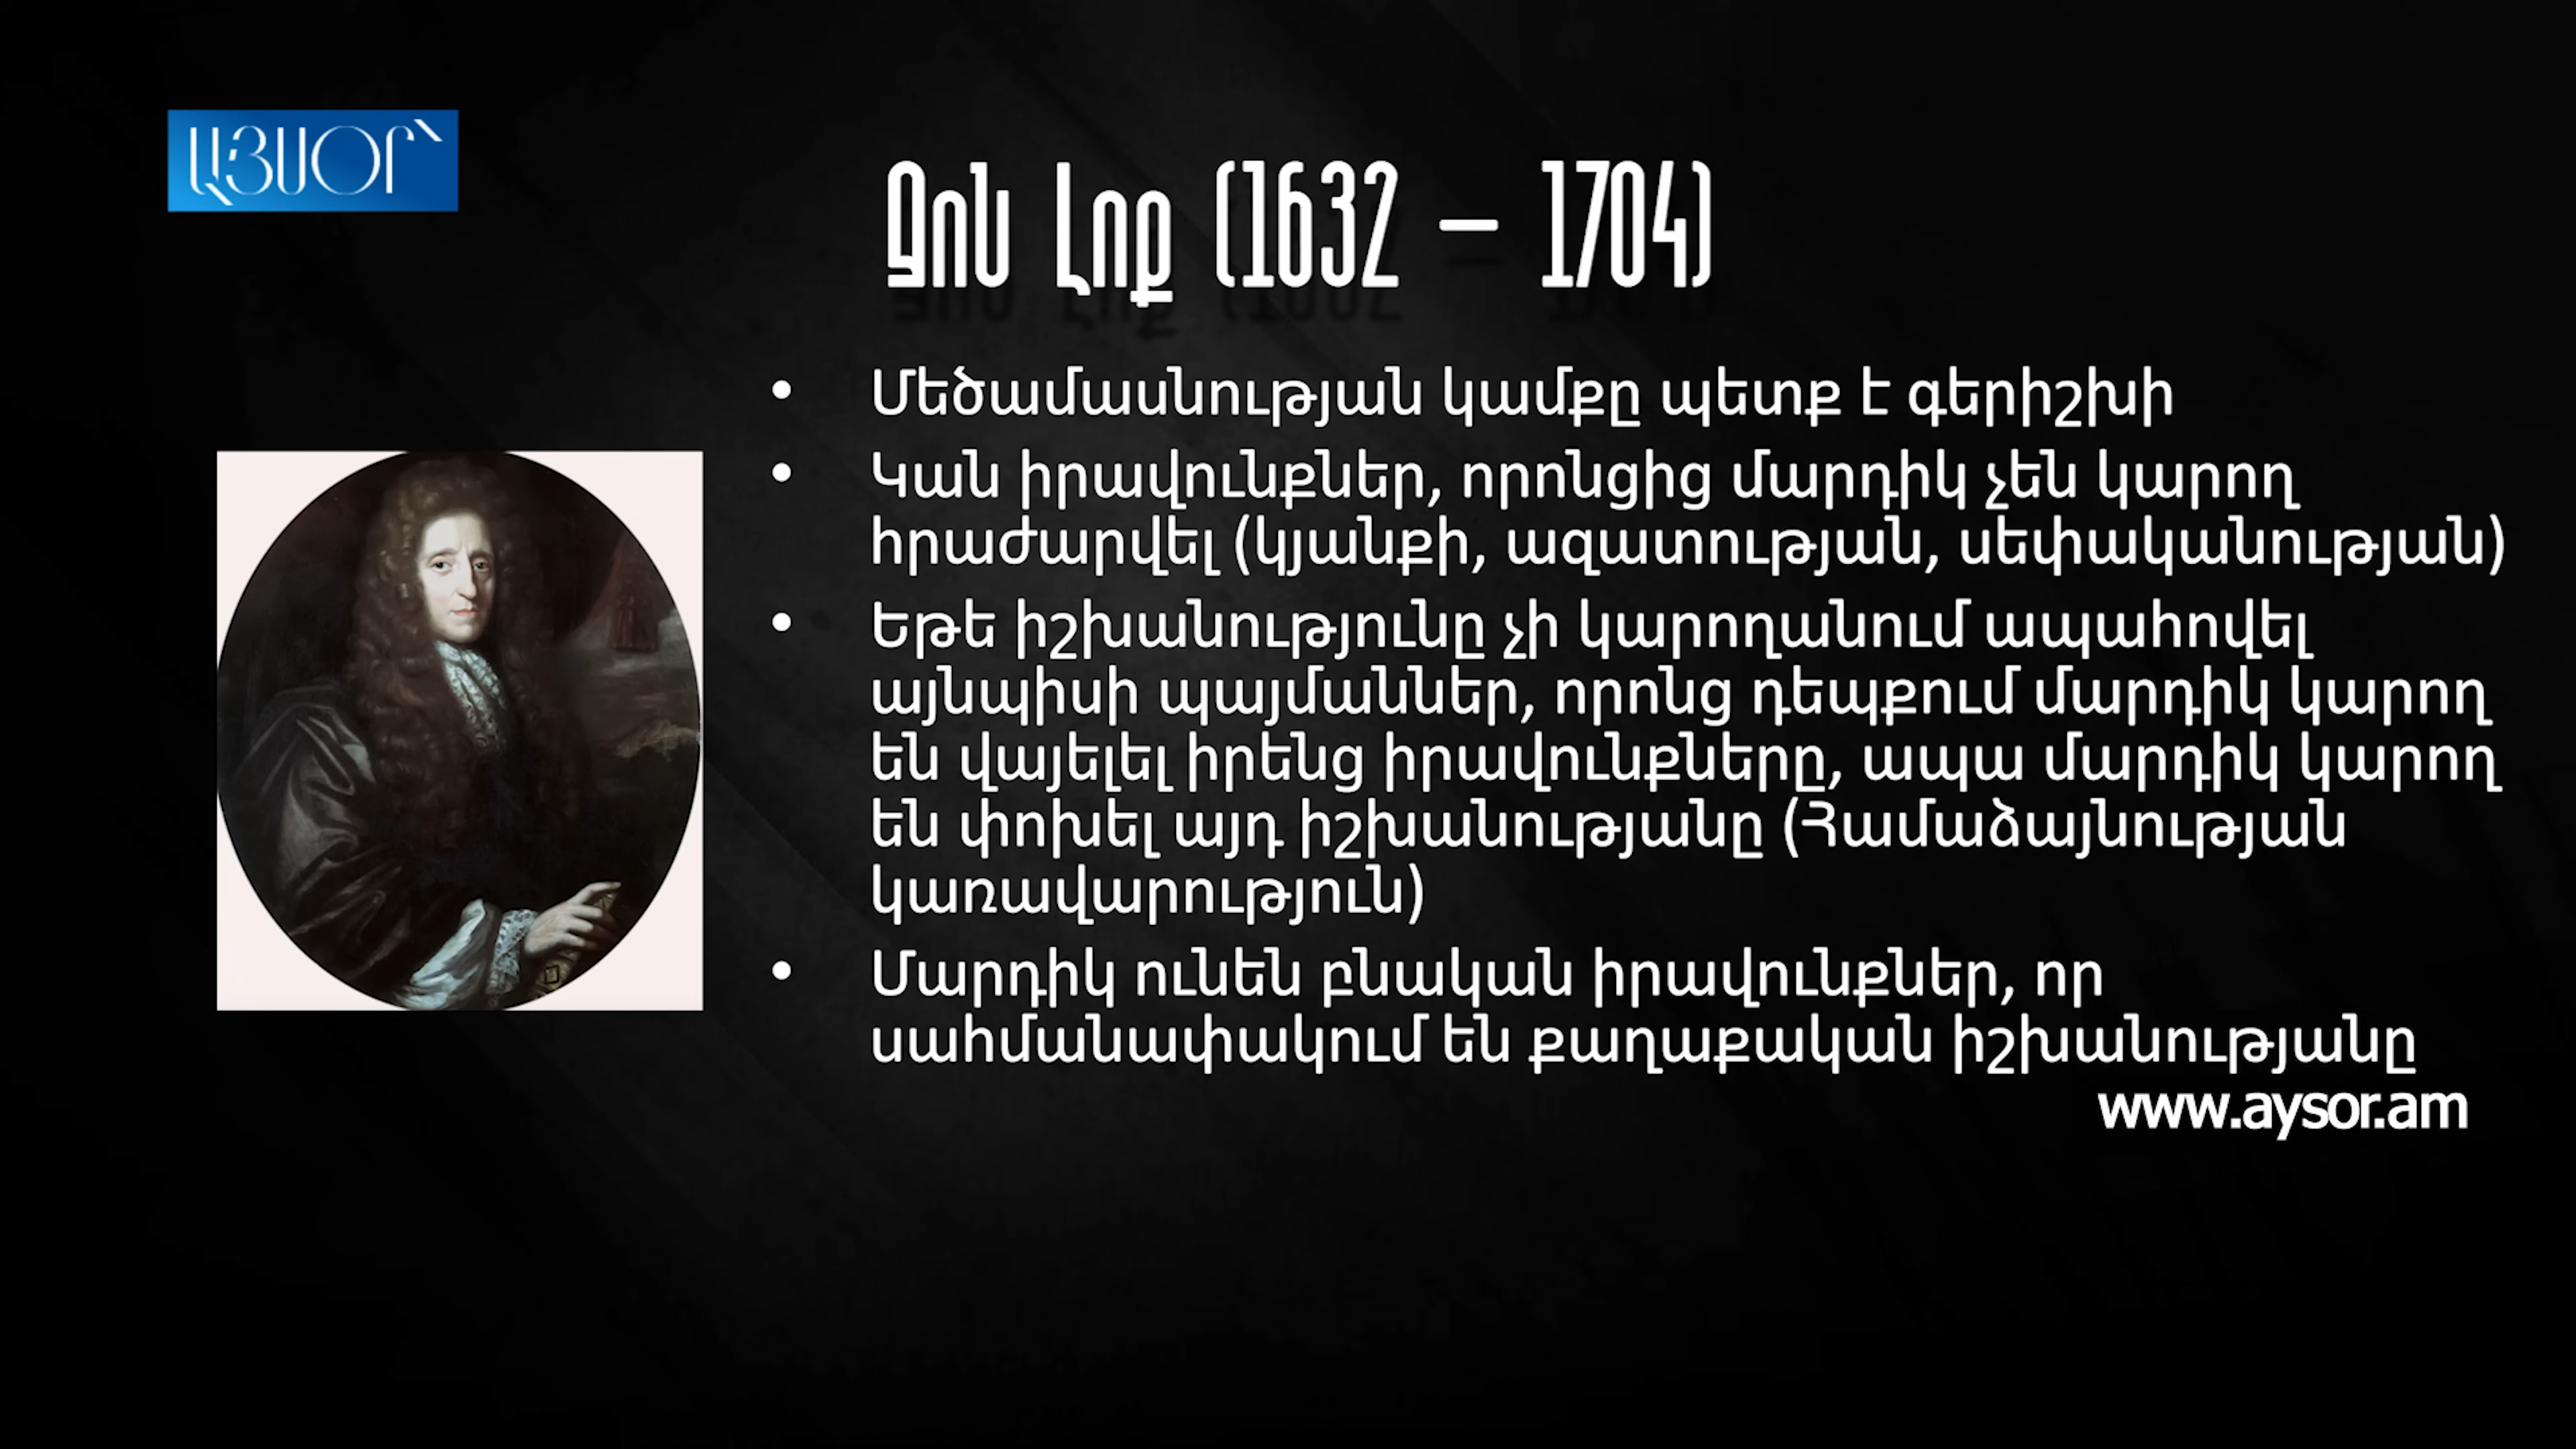 ԱՅՍՕՐ՝
Ջոն Լոք (1632 – 1704)
• Մեծամասնության կամքը պետք է գերիշխի
• Կան իրավունքներ, որոնցից մարդիկ չեն կարող
հրաժարվել (կյանքի, ազատության, սեփականության)
• Եթե իշխանությունը չի կարողանում ապահովել
այնպիսի պայմաններ, որոնց դեպքում մարդիկ կարող
են վայելել իրենց իրավունքները, ապա մարդիկ կարող
են փոխել այդ իշխանությանը (Համաձայնության
կառավարություն)
• Մարդիկ ունեն բնական իրավունքներ, որ
սահմանափակում են քաղաքական իշխանությանը
www.aysor.am